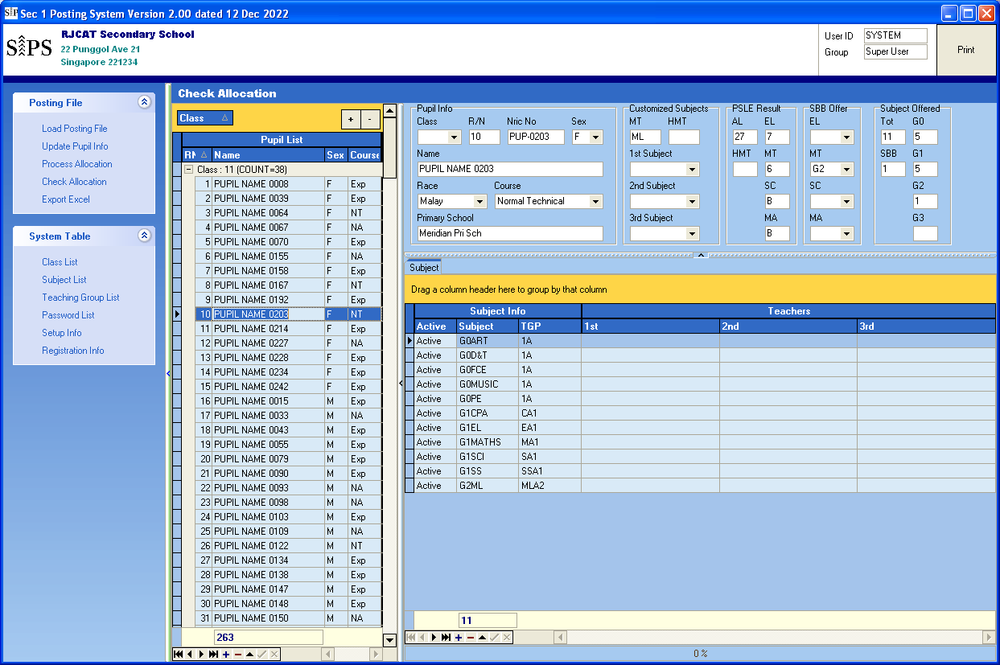 Sec 1 Posting System Version 2.00 dated 12 Dec 2022
SPS
RJCAT Secondary School
22 Punggol Ave 21
Singapore 221234
User ID SYSTEM
Group Super User
Print
Posting File
Load Posting File
Update Pupil Info
Process Allocation
Check Allocation
Export Excel
System Table
Class List
Subject List
Teaching Group List
Password List
Setup Info
Registration Info
Check Allocation
Class + -
Pupil List
RN Name Sex Course
Class : 11 (COUNT=38)
1 PUPIL NAME 0008 F Exp
2 PUPIL NAME 0039 F Exp
3 PUPIL NAME 0064 F NT
4 PUPIL NAME 0067 F NA
5 PUPIL NAME 0070 F Exp
6 PUPIL NAME 0155 F NA
7 PUPIL NAME 0158 F Exp
8 PUPIL NAME 0167 F NT
9 PUPIL NAME 0192 F Exp
10 PUPIL NAME 0203 F NT
11 PUPIL NAME 0214 F Exp
12 PUPIL NAME 0227 F NA
13 PUPIL NAME 0228 F Exp
14 PUPIL NAME 0234 F Exp
15 PUPIL NAME 0242 F Exp
16 PUPIL NAME 0015 M Exp
17 PUPIL NAME 0033 M NA
18 PUPIL NAME 0043 M Exp
19 PUPIL NAME 0055 M Exp
20 PUPIL NAME 0079 M Exp
21 PUPIL NAME 0090 M Exp
22 PUPIL NAME 0093 M NA
23 PUPIL NAME 0098 M NA
24 PUPIL NAME 0103 M Exp
25 PUPIL NAME 0109 M NA
26 PUPIL NAME 0122 M NT
27 PUPIL NAME 0134 M Exp
28 PUPIL NAME 0138 M Exp
29 PUPIL NAME 0147 M Exp
30 PUPIL NAME 0148 M Exp
31 PUPIL NAME 0150 M NA
263
Pupil Info
Class R/N Nric No Sex
10 PUP-0203 F
Name
PUPIL NAME 0203
Race Course
Malay Normal Technical
Primary School
Meridian Pri Sch
Customized Subjects
MT HMT
ML
1st Subject
2nd Subject
3rd Subject
PSLE Result
AL EL
27 7
HMT MT
6
SC
B
MA
B
SBB Offer
EL
MT
G2
SC
MA
Subject Offered
Tot G0
11 5
SBB G1
1 5
G2
1
G3
Subject
Drag a column header here to group by that column
Subject Info Teachers
Active Subject TGP 1st 2nd 3rd
Active G0ART 1A
Active G0D&T 1A
Active G0FCE 1A
Active G0MUSIC 1A
Active G0PE 1A
Active G1CPA CA1
Active G1EL EA1
Active G1MATHS MA1
Active G1SCI SA1
Active G1SS SSA1
Active G2ML MLA2
11
0 %